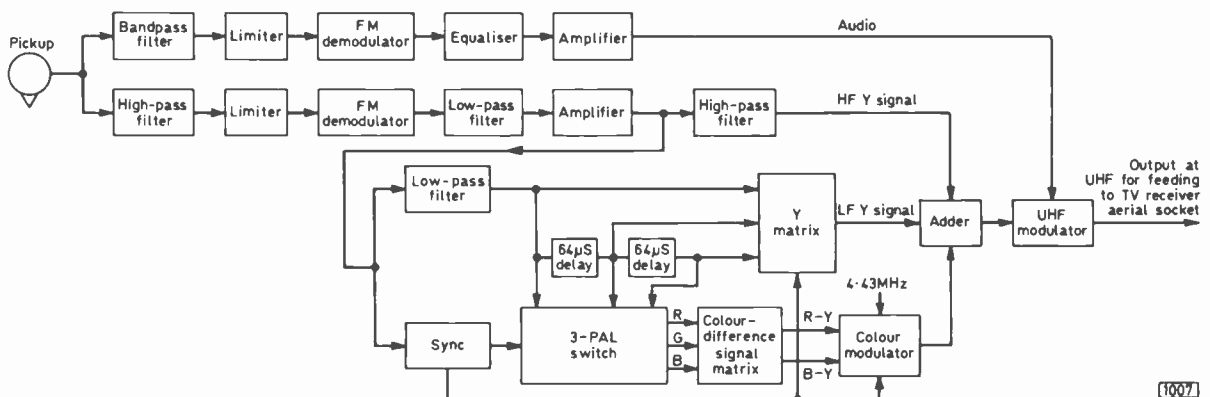 Pickup
Bandpass
filter
Limiter
FM
demodulator
Equaliser
Amplifier
Audio
High-pass
filter
Limiter
FM
demodulator
Low-pass
filter
Amplifier
High-pass
filter
HF Y signal
Low-pass
filter
Y
matrix
LF Y signal
Adder
UHF
modulator
Output at
UHF for feeding
to TV receiver
aerial socket
64µS
delay
64µS
delay
4·43MHz
Sync
3-PAL
switch
R
G
B
Colour-
difference
signal
matrix
R-Y
B-Y
Colour
modulator
1007